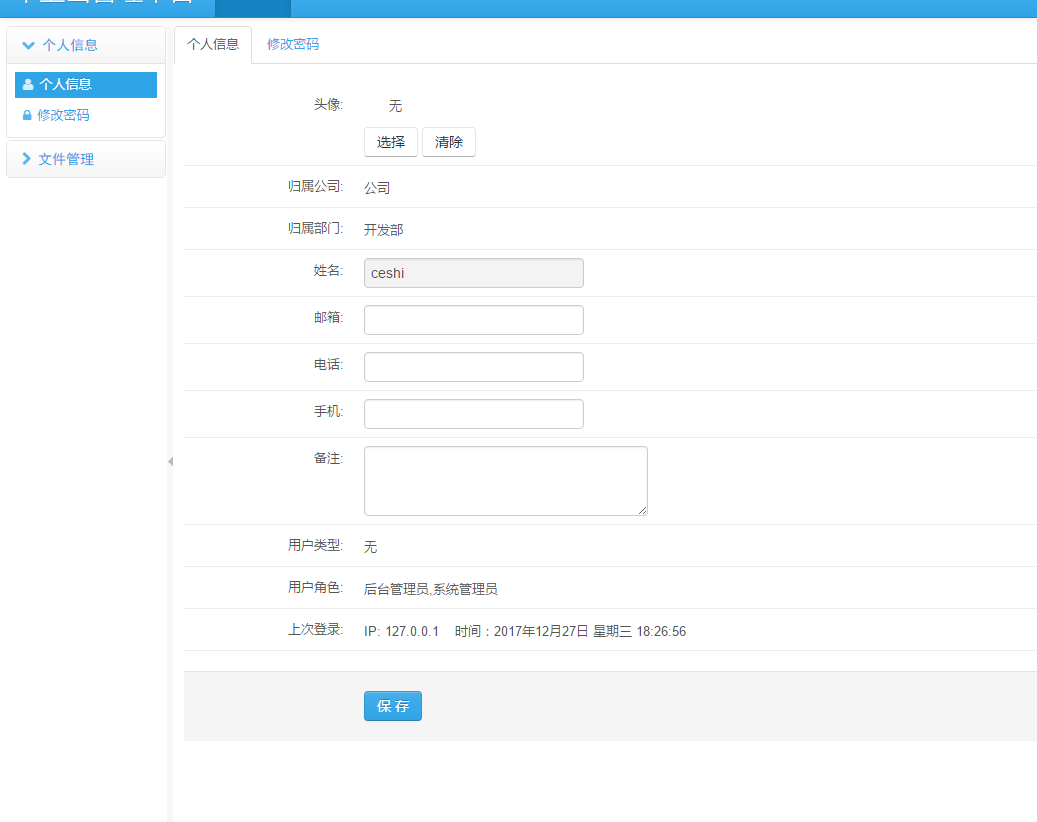 个人信息
个人信息
修改密码
文件管理
个人信息 修改密码
头像: 无
选择 清除
归属公司: 公司
归属部门: 开发部
姓名: ceshi
邮箱:
电话:
手机:
备注:
用户类型: 无
用户角色: 后台管理员,系统管理员
上次登录: IP: 127.0.0.1 时间：2017年12月27日 星期三 18:26:56
保 存